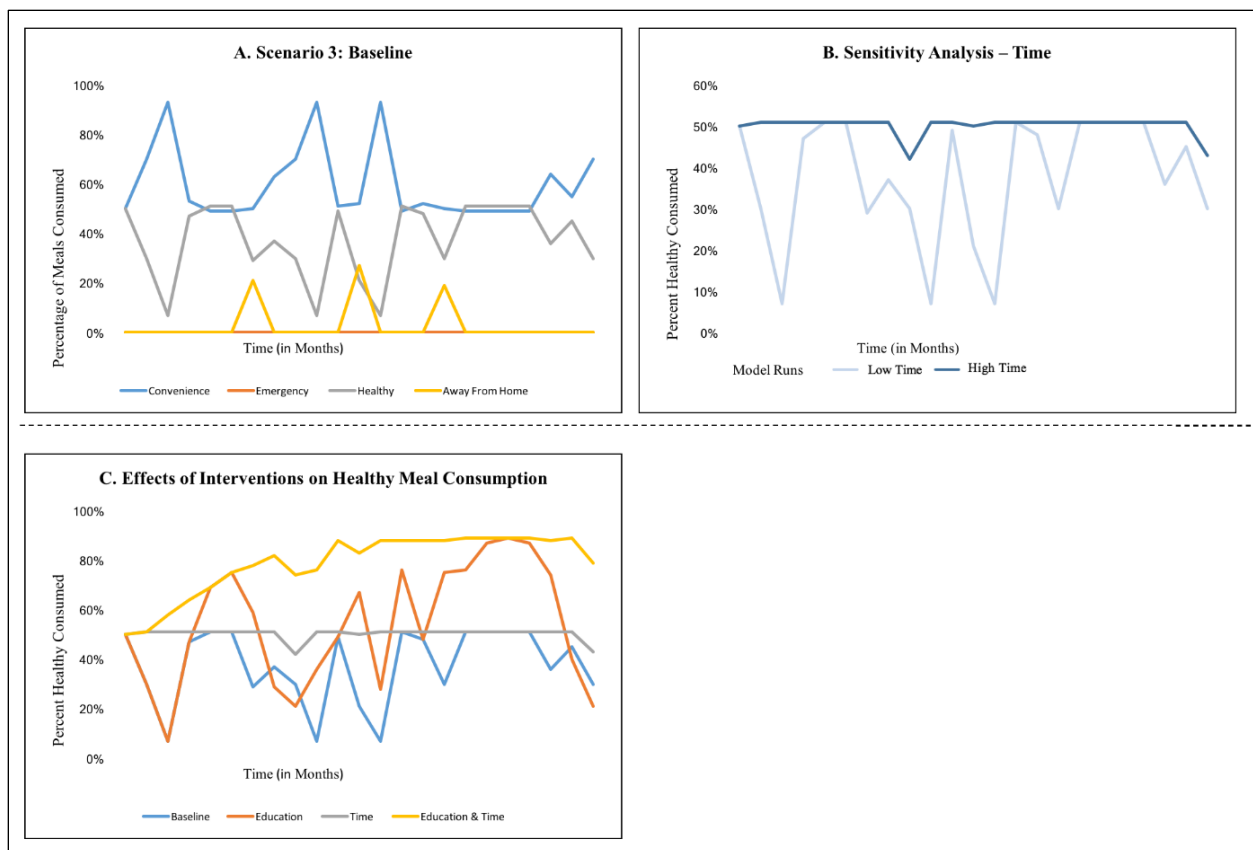 A. Scenario 3: Baseline
Percentage of Meals Consumed
100%
80%
60%
40%
20%
0%
Time (in Months)
Convenience Emergency Healthy Away From Home
B. Sensitivity Analysis – Time
Percent Healthy Consumed
60%
50%
40%
30%
20%
10%
0%
Time (in Months)
Model Runs Low Time High Time
C. Effects of Interventions on Healthy Meal Consumption
Percent Healthy Consumed
100%
80%
60%
40%
20%
0%
Time (in Months)
Baseline Education Time Education & Time